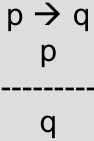 p → q
p
---------
q